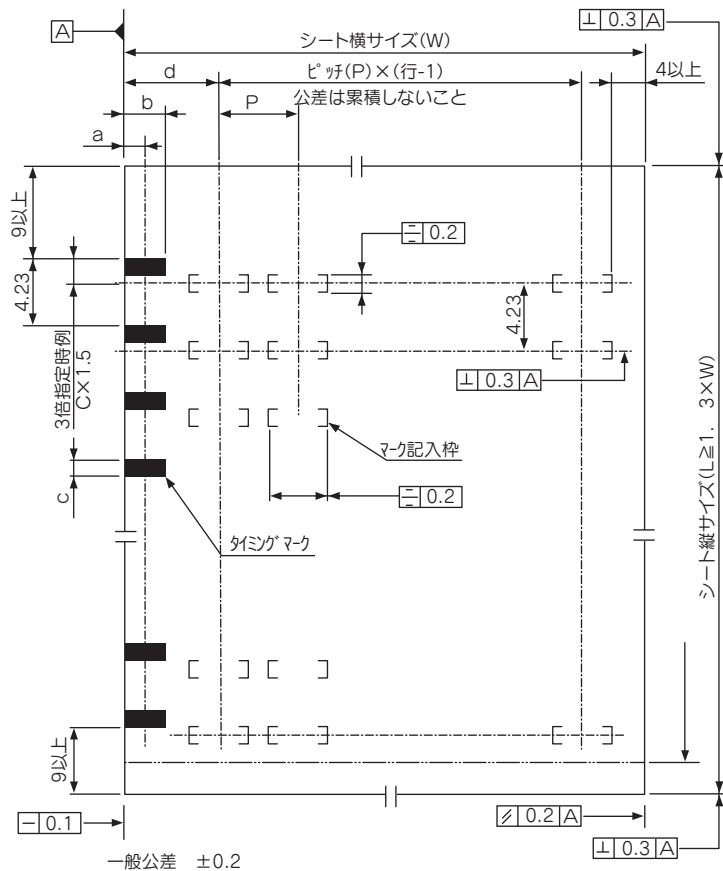 ⊥ 0.3 A
A
シート横サイズ(W)
d
ピッチ(P)×(行-1)
4以上
b
P
公差は累積しないこと
a
9以上
⌯ 0.2
4.23
4.23
3倍指定時例
C×1.5
⊥ 0.3 A
マーク記入枠
c
⌯ 0.2
タイミングマーク
シート縦サイズ(L≧1. 3×W)
9以上
― 0.1
⫽ 0.2 A
⊥ 0.3 A
一般公差 ±0.2